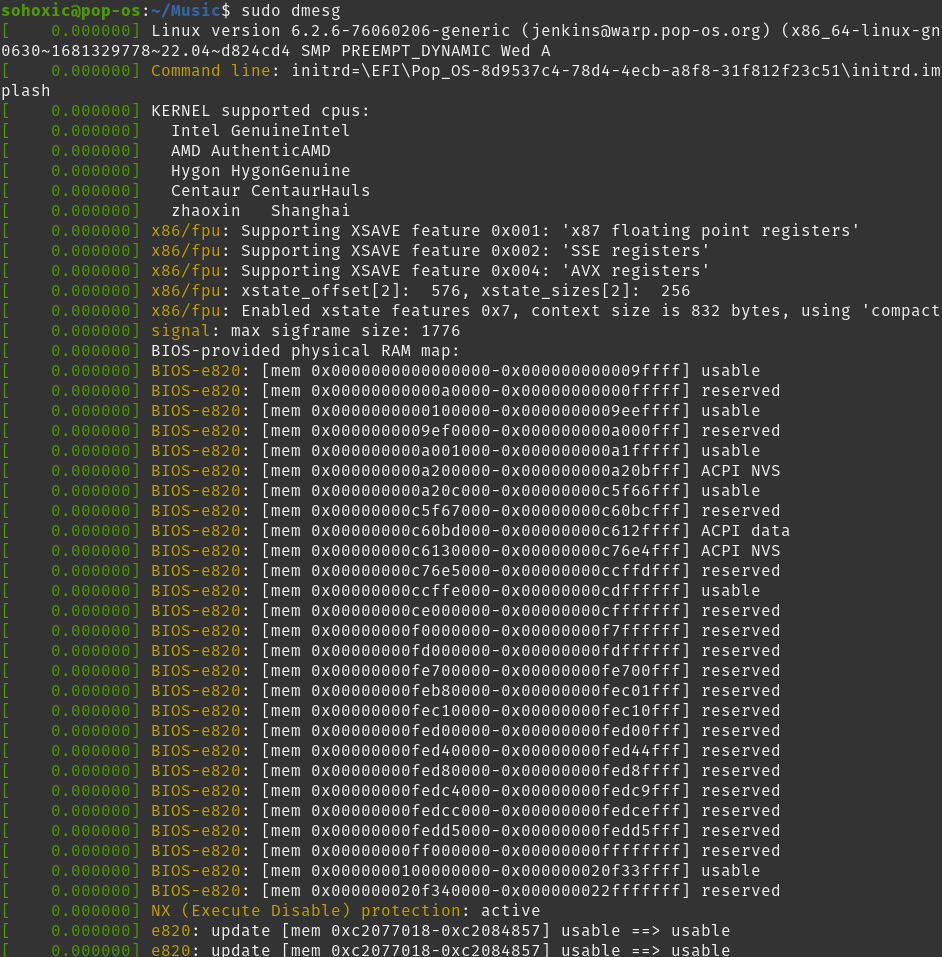 sohoxic@pop-os:~/Music$ sudo dmesg
[    0.000000] Linux version 6.2.6-76060206-generic (jenkins@warp.pop-os.org) (x86_64-linux-gn
0630~1681329778~22.04~d824cd4 SMP PREEMPT_DYNAMIC Wed A
[    0.000000] Command line: initrd=\EFI\Pop_OS-8d9537c4-78d4-4ecb-a8f8-31f812f23c51\initrd.im
plash
[    0.000000] KERNEL supported cpus:
[    0.000000]   Intel GenuineIntel
[    0.000000]   AMD AuthenticAMD
[    0.000000]   Hygon HygonGenuine
[    0.000000]   Centaur CentaurHauls
[    0.000000]   zhaoxin   Shanghai
[    0.000000] x86/fpu: Supporting XSAVE feature 0x001: 'x87 floating point registers'
[    0.000000] x86/fpu: Supporting XSAVE feature 0x002: 'SSE registers'
[    0.000000] x86/fpu: Supporting XSAVE feature 0x004: 'AVX registers'
[    0.000000] x86/fpu: xstate_offset[2]:  576, xstate_sizes[2]:  256
[    0.000000] x86/fpu: Enabled xstate features 0x7, context size is 832 bytes, using 'compact
[    0.000000] signal: max sigframe size: 1776
[    0.000000] BIOS-provided physical RAM map:
[    0.000000] BIOS-e820: [mem 0x0000000000000000-0x000000000009ffff] usable
[    0.000000] BIOS-e820: [mem 0x00000000000a0000-0x00000000000fffff] reserved
[    0.000000] BIOS-e820: [mem 0x0000000000100000-0x0000000009eeffff] usable
[    0.000000] BIOS-e820: [mem 0x0000000009ef0000-0x000000000a000fff] reserved
[    0.000000] BIOS-e820: [mem 0x000000000a001000-0x000000000a1fffff] usable
[    0.000000] BIOS-e820: [mem 0x000000000a200000-0x000000000a20bfff] ACPI NVS
[    0.000000] BIOS-e820: [mem 0x000000000a20c000-0x00000000c5f66fff] usable
[    0.000000] BIOS-e820: [mem 0x00000000c5f67000-0x00000000c60bcfff] reserved
[    0.000000] BIOS-e820: [mem 0x00000000c60bd000-0x00000000c612ffff] ACPI data
[    0.000000] BIOS-e820: [mem 0x00000000c6130000-0x00000000c76e4fff] ACPI NVS
[    0.000000] BIOS-e820: [mem 0x00000000c76e5000-0x00000000ccffdfff] reserved
[    0.000000] BIOS-e820: [mem 0x00000000ccffe000-0x00000000cdffffff] usable
[    0.000000] BIOS-e820: [mem 0x00000000ce000000-0x00000000cfffffff] reserved
[    0.000000] BIOS-e820: [mem 0x00000000f0000000-0x00000000f7ffffff] reserved
[    0.000000] BIOS-e820: [mem 0x00000000fd000000-0x00000000fdffffff] reserved
[    0.000000] BIOS-e820: [mem 0x00000000fe700000-0x00000000fe700fff] reserved
[    0.000000] BIOS-e820: [mem 0x00000000feb80000-0x00000000fec01fff] reserved
[    0.000000] BIOS-e820: [mem 0x00000000fec10000-0x00000000fec10fff] reserved
[    0.000000] BIOS-e820: [mem 0x00000000fed00000-0x00000000fed00fff] reserved
[    0.000000] BIOS-e820: [mem 0x00000000fed40000-0x00000000fed44fff] reserved
[    0.000000] BIOS-e820: [mem 0x00000000fed80000-0x00000000fed8ffff] reserved
[    0.000000] BIOS-e820: [mem 0x00000000fedc4000-0x00000000fedc9fff] reserved
[    0.000000] BIOS-e820: [mem 0x00000000fedcc000-0x00000000fedcefff] reserved
[    0.000000] BIOS-e820: [mem 0x00000000fedd5000-0x00000000fedd5fff] reserved
[    0.000000] BIOS-e820: [mem 0x00000000ff000000-0x00000000ffffffff] reserved
[    0.000000] BIOS-e820: [mem 0x0000000100000000-0x000000020f33ffff] usable
[    0.000000] BIOS-e820: [mem 0x000000020f340000-0x000000022fffffff] reserved
[    0.000000] NX (Execute Disable) protection: active
[    0.000000] e820: update [mem 0xc2077018-0xc2084857] usable ==> usable
[    0.000000] e820: update [mem 0xc2077018-0xc2084857] usable ==> usable